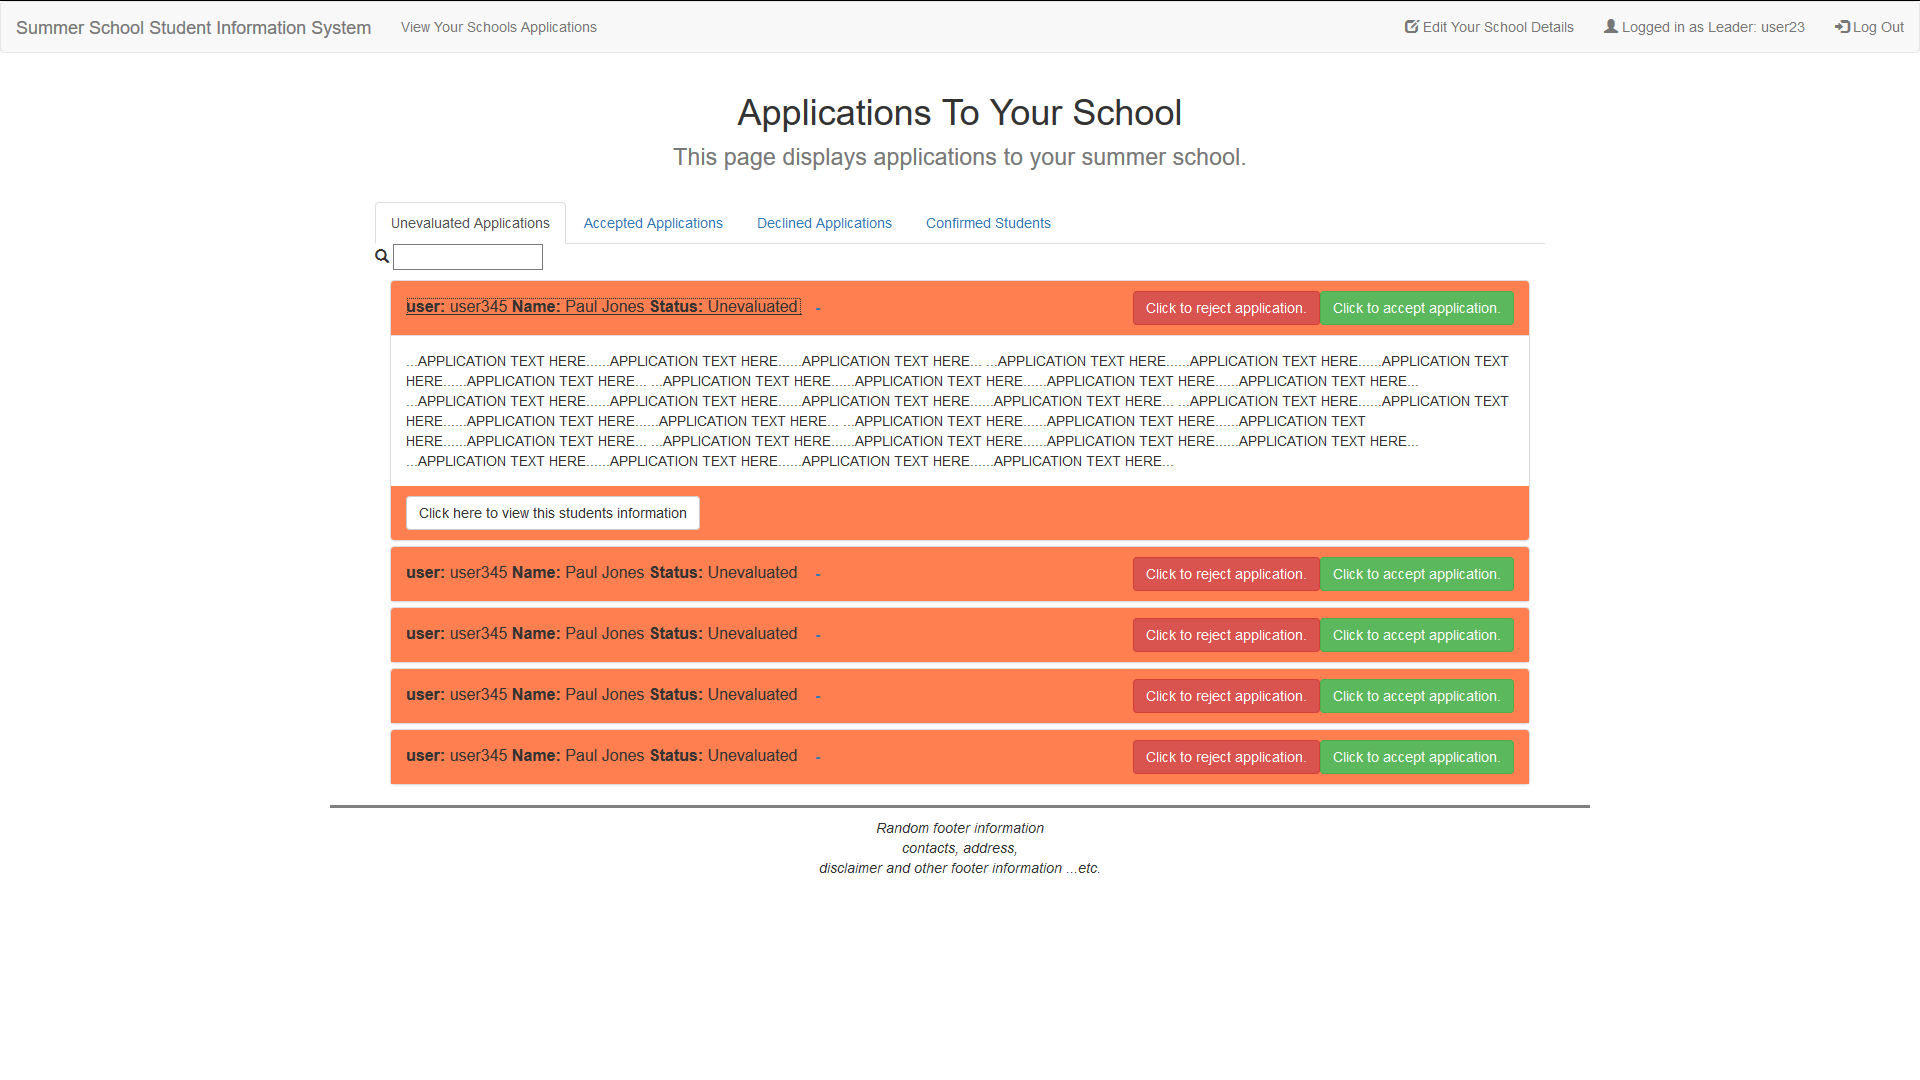 Summer School Student Information System View Your Schools Applications Edit Your School Details Logged in as Leader: user23 Log Out
Applications To Your School
This page displays applications to your summer school.
Unevaluated Applications Accepted Applications Declined Applications Confirmed Students
user: user345 Name: Paul Jones Status: Unevaluated - Click to reject application. Click to accept application.
...APPLICATION TEXT HERE......APPLICATION TEXT HERE......APPLICATION TEXT HERE... ...APPLICATION TEXT HERE......APPLICATION TEXT HERE......APPLICATION TEXT
HERE......APPLICATION TEXT HERE... ...APPLICATION TEXT HERE......APPLICATION TEXT HERE......APPLICATION TEXT HERE......APPLICATION TEXT HERE...
...APPLICATION TEXT HERE......APPLICATION TEXT HERE......APPLICATION TEXT HERE......APPLICATION TEXT HERE... ...APPLICATION TEXT HERE......APPLICATION TEXT
HERE......APPLICATION TEXT HERE......APPLICATION TEXT HERE... ...APPLICATION TEXT HERE......APPLICATION TEXT HERE......APPLICATION TEXT
HERE......APPLICATION TEXT HERE... ...APPLICATION TEXT HERE......APPLICATION TEXT HERE......APPLICATION TEXT HERE......APPLICATION TEXT HERE...
...APPLICATION TEXT HERE......APPLICATION TEXT HERE......APPLICATION TEXT HERE......APPLICATION TEXT HERE...
Click here to view this students information
user: user345 Name: Paul Jones Status: Unevaluated - Click to reject application. Click to accept application.
user: user345 Name: Paul Jones Status: Unevaluated - Click to reject application. Click to accept application.
user: user345 Name: Paul Jones Status: Unevaluated - Click to reject application. Click to accept application.
user: user345 Name: Paul Jones Status: Unevaluated - Click to reject application. Click to accept application.
Random footer information
contacts, address,
disclaimer and other footer information ...etc.